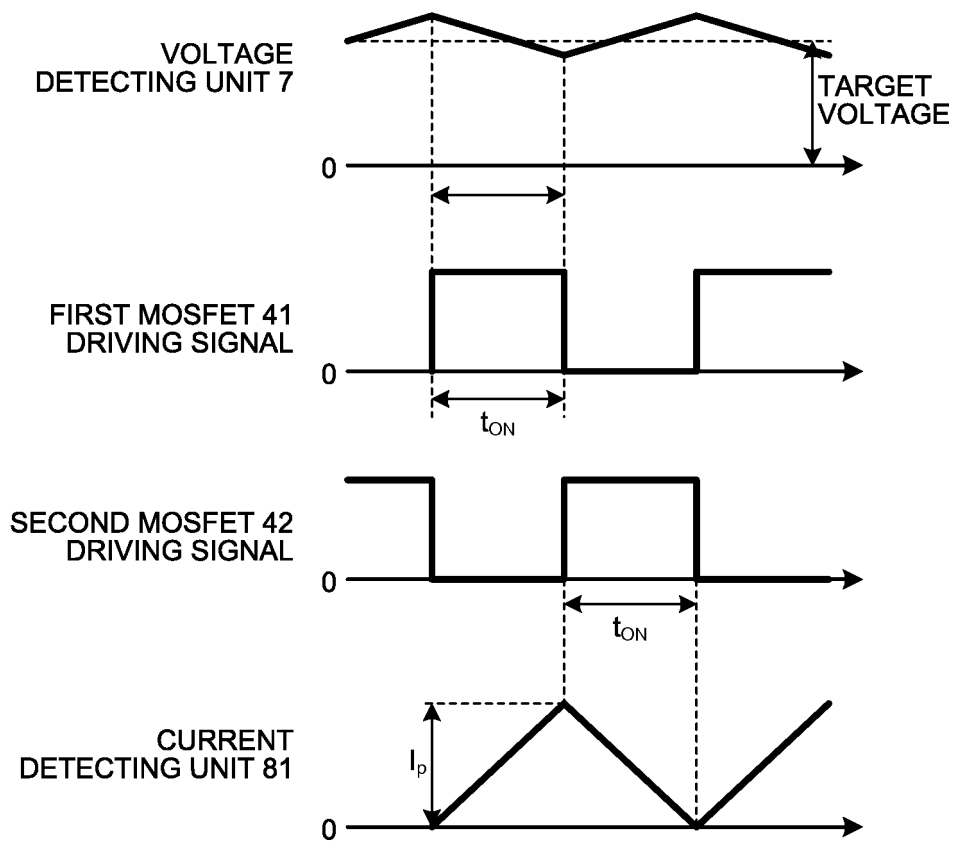 VOLTAGE
DETECTING UNIT 7
TARGET
VOLTAGE
0
FIRST MOSFET 41
DRIVING SIGNAL
0
tON
SECOND MOSFET 42
DRIVING SIGNAL
0
tON
CURRENT
DETECTING UNIT 81
Ip
0